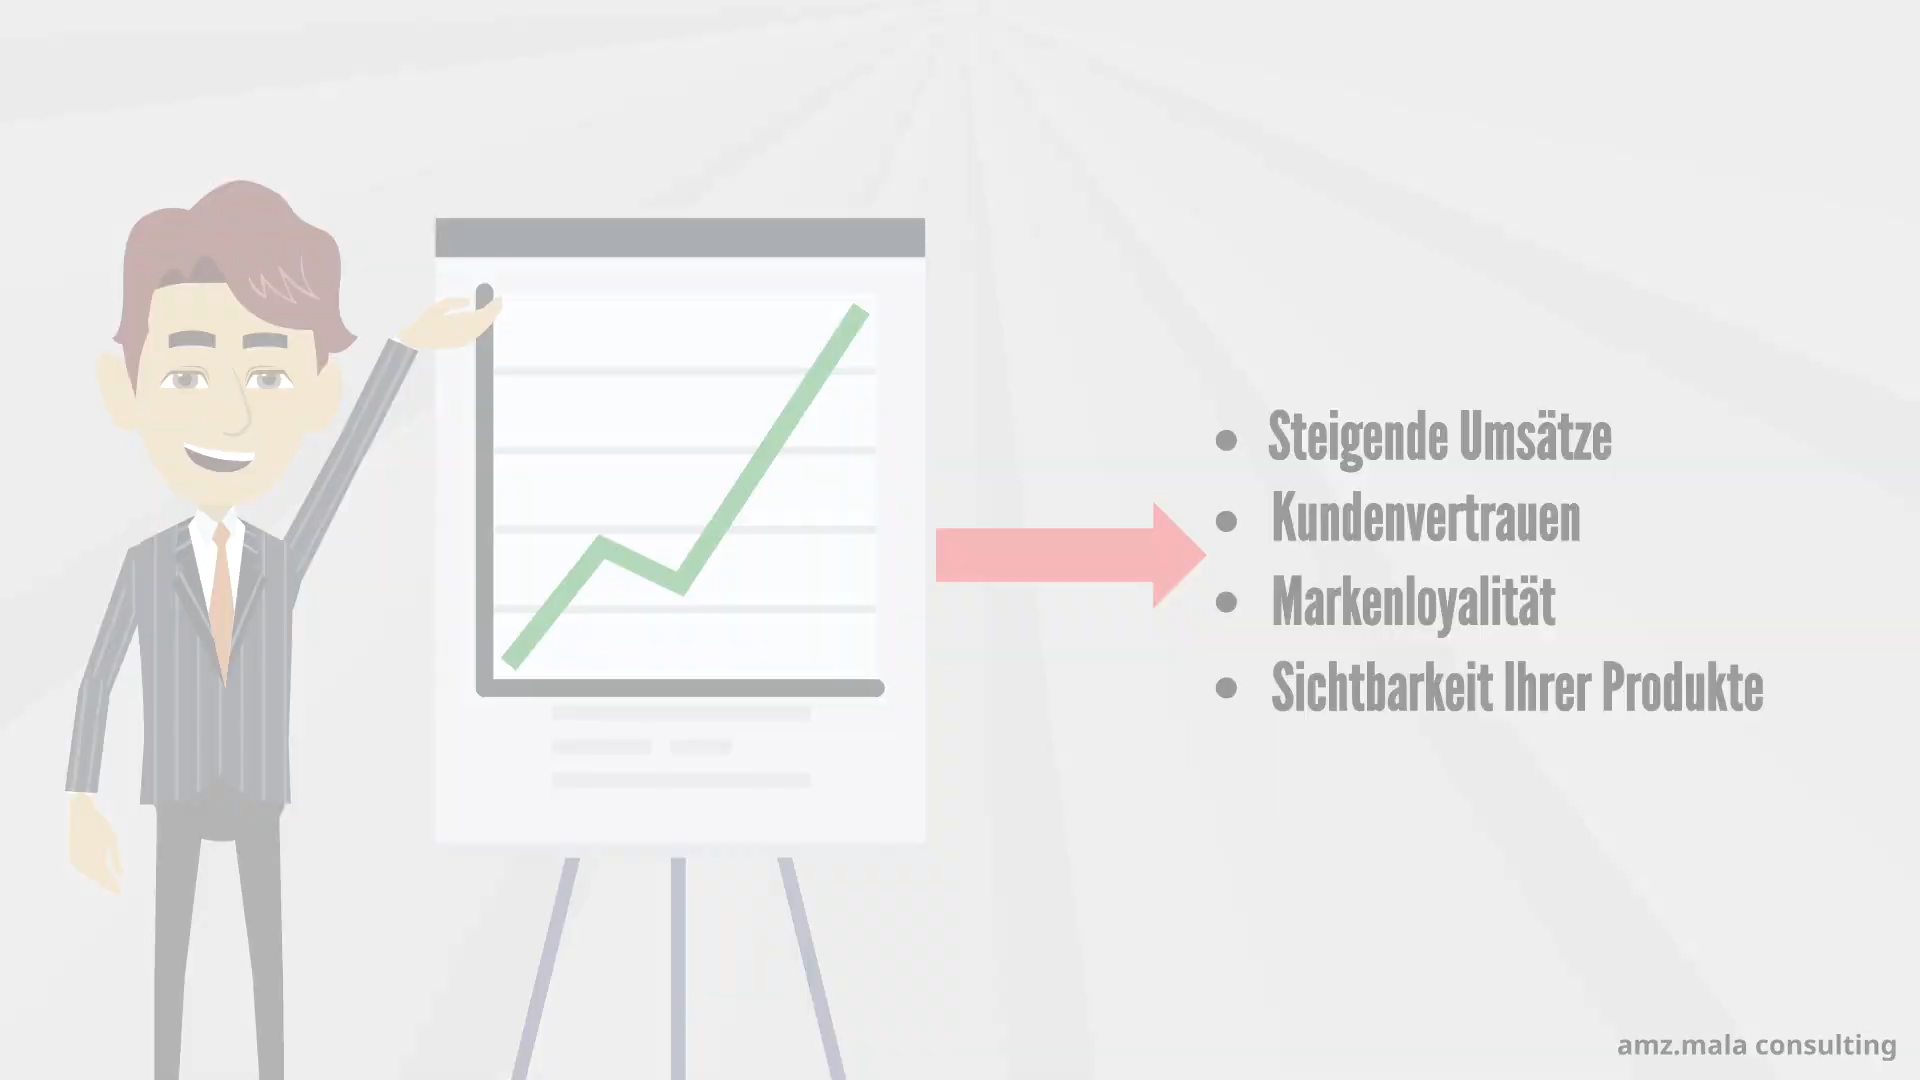 Steigende Umsätze
Kundenvertrauen
Markenloyalität
Sichtbarkeit Ihrer Produkte
amz.mala consulting